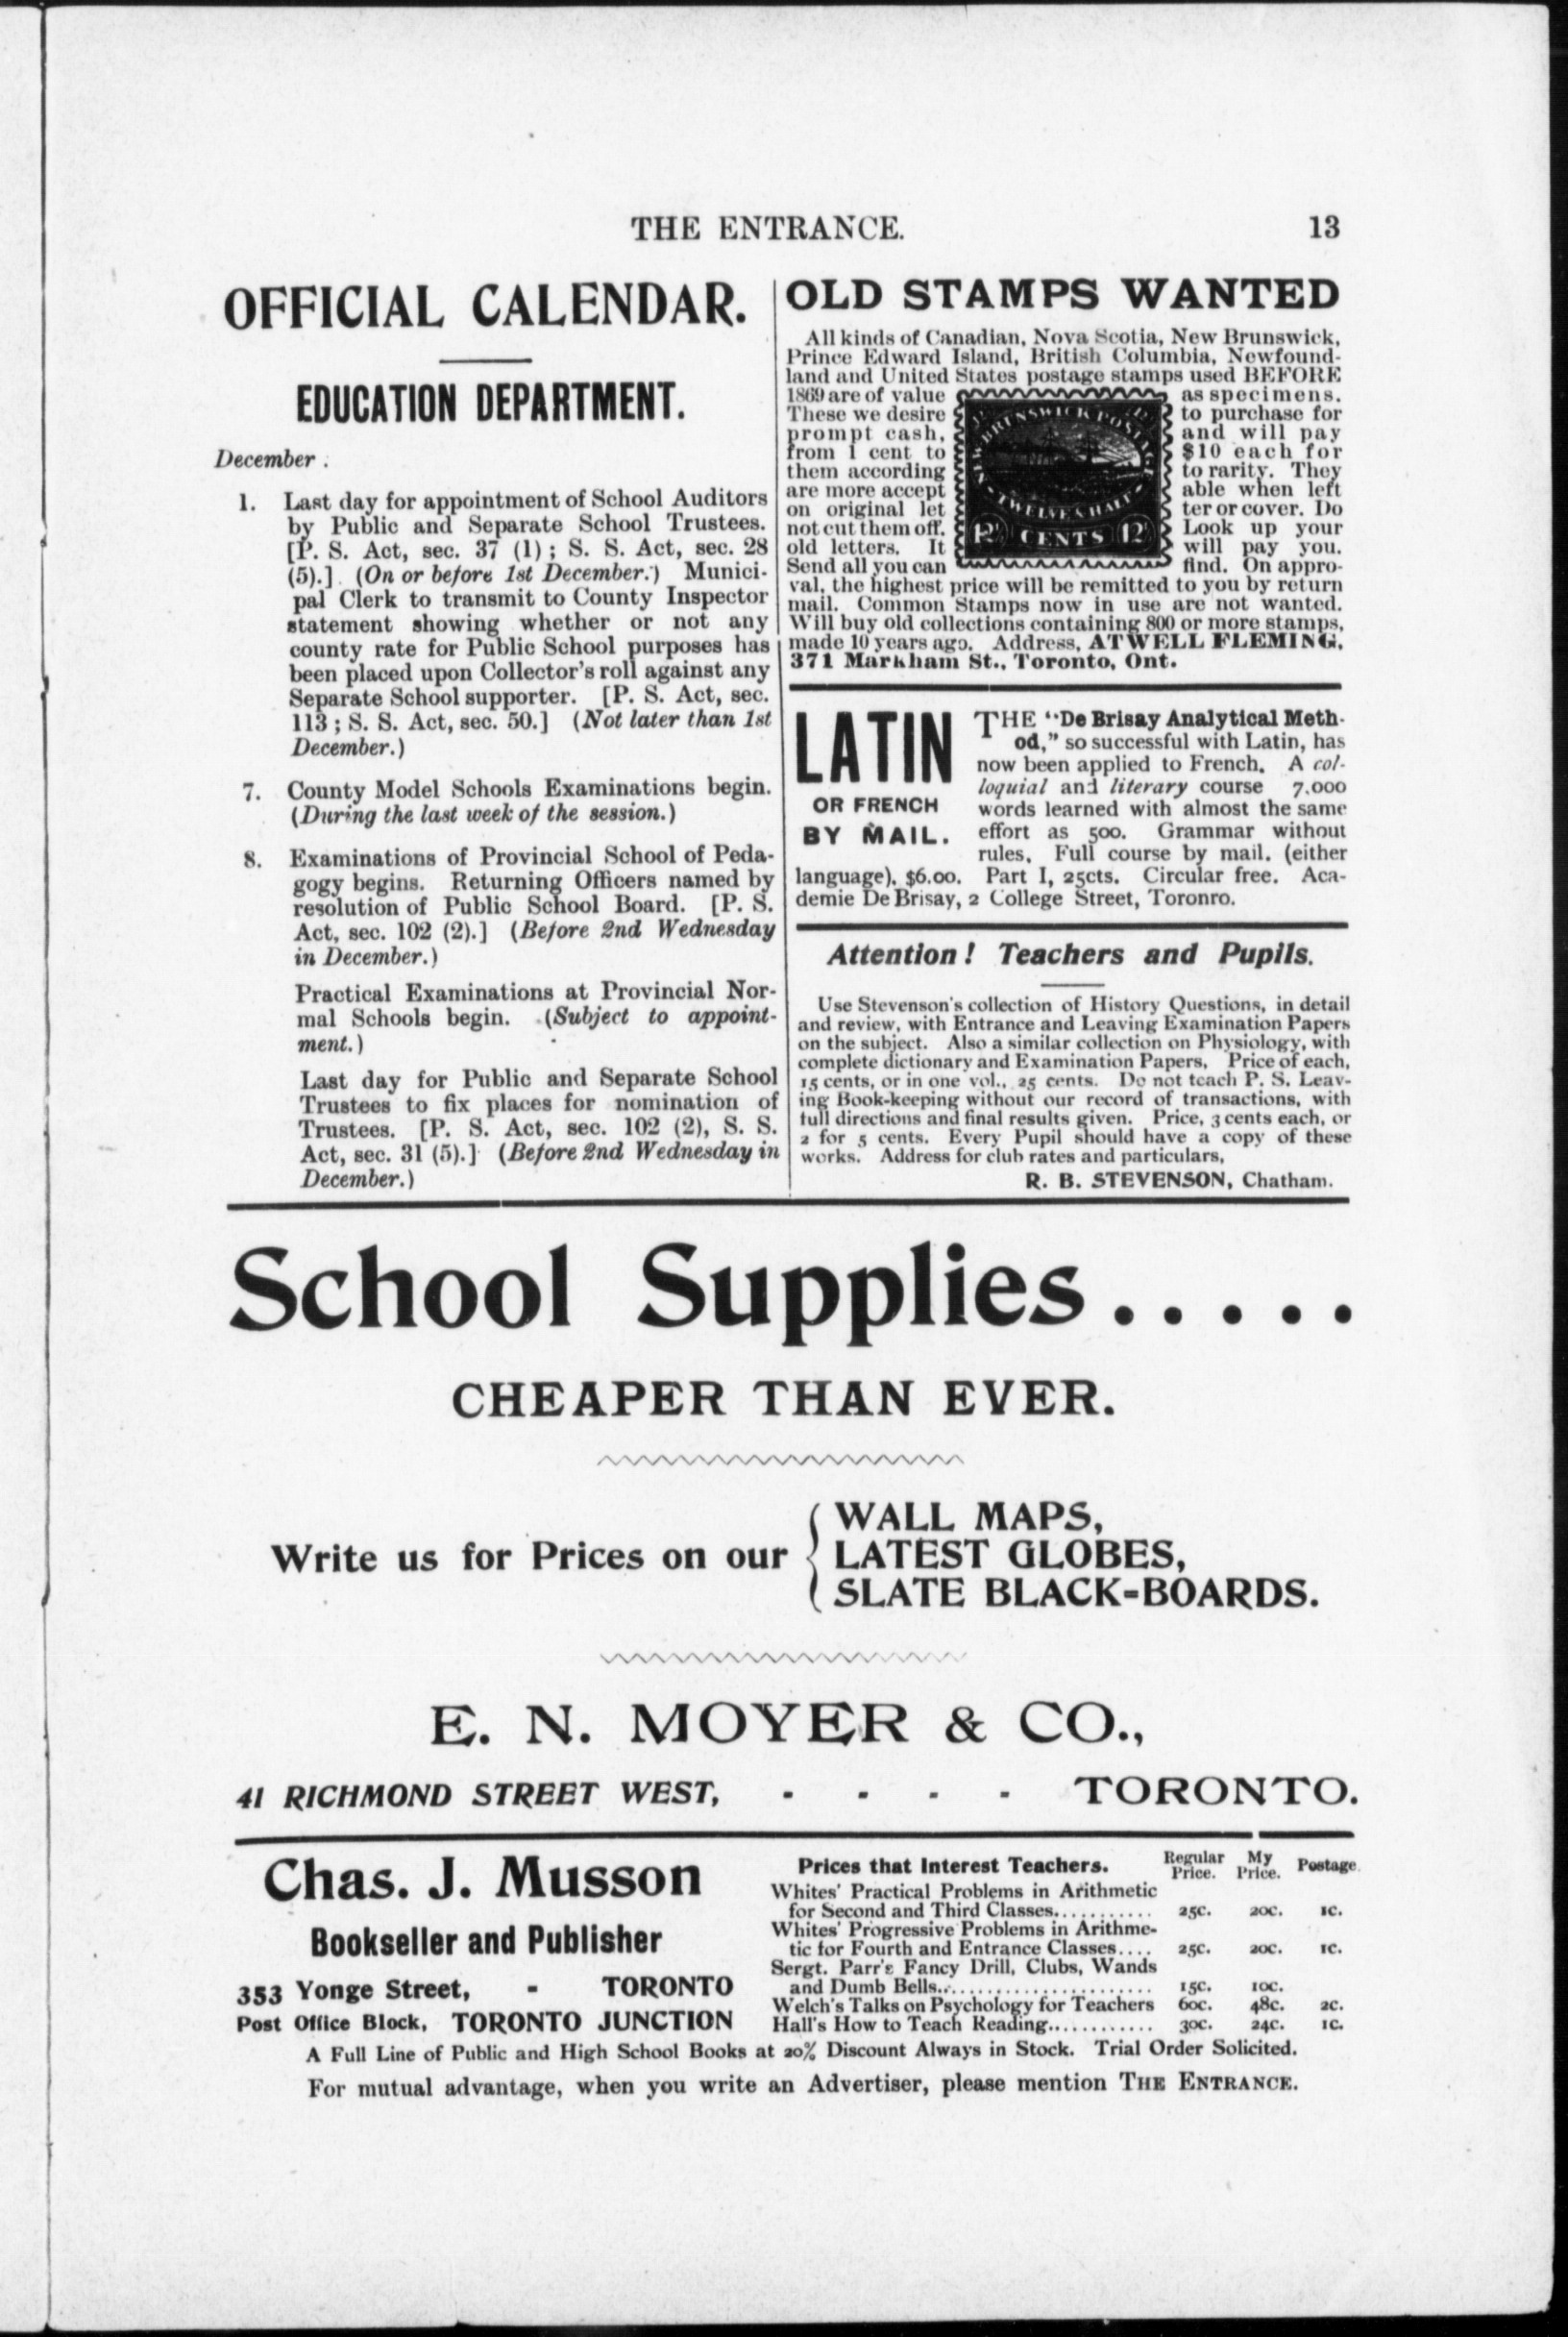 THE ENTRANCE. 13
OFFICIAL CALENDAR.
EDUCATION DEPARTMENT.
December .
1. Last day for appointment of School Auditors
by Public and Separate School Trustees.
[P. S. Act, sec. 37 (1) ; S. S. Act, sec. 28
(5).] (On or before 1st December.) Munici-
pal Clerk to transmit to County Inspector
statement showing whether or not any
county rate for Public School purposes has
been placed upon Collector's roll against any
Separate School supporter. [P. S. Act, sec.
113 ; S. S. Act, sec. 50.] (Not later than 1st
December.)
7. County Model Schools Examinations begin.
(During the last week of the session.)
8. Examinations of Provincial School of Peda-
gogy begins. Returning Officers named by
resolution of Public School Board. [P. S.
Act, sec. 102 (2).] (Before 2nd Wednesday
in December.)
Practical Examinations at Provincial Nor-
mal Schools begin. (Subject to appoint-
ment.)
Last day for Public and Separate School
Trustees to fix places for nomination of
Trustees. [P. S. Act, sec. 102 (2), S. S.
Act, sec. 31 (5).] (Before 2nd Wednesday in
December.)
OLD STAMPS WANTED
All kinds of Canadian, Nova Scotia, New Brunswick,
Prince Edward Island, British Columbia, Newfound-
land and United States postage stamps used BEFORE
1869 are of value as specimens.
These we desire to purchase for
prompt cash, and will pay
from 1 cent to $10 each for
them according to rarity. They
are more accept able when left
on original let ter or cover. Do
not cut them off. Look up your
old letters. It will pay you.
Send all you can find. On appro-
val, the highest price will be remitted to you by return
mail. Common Stamps now in use are not wanted.
Will buy old collections containing 800 or more stamps,
made 10 years ago. Address, ATWELL FLEMING,
371 Markham St., Toronto, Ont.
NEW BRUNSWICK POSTAGE
TWELVE & HALF
12½ CENTS 12½
LATIN
OR FRENCH
BY MAIL.
THE "De Brisay Analytical Meth-
od," so successful with Latin, has
now been applied to French. A col-
loquial and literary course 7,000
words learned with almost the same
effort as 500. Grammar without
rules. Full course by mail. (either
language). $6.00. Part I, 25cts. Circular free. Aca-
demie De Brisay, 2 College Street, Toronro.
Attention ! Teachers and Pupils.
Use Stevenson's collection of History Questions, in detail
and review, with Entrance and Leaving Examination Papers
on the subject. Also a similar collection on Physiology, with
complete dictionary and Examination Papers, Price of each,
15 cents, or in one vol., 25 cents. Do not teach P. S. Leav-
ing Book-keeping without our record of transactions, with
full directions and final results given. Price, 3 cents each, or
2 for 5 cents. Every Pupil should have a copy of these
works. Address for club rates and particulars,
R. B. STEVENSON, Chatham.
School Supplies.....
CHEAPER THAN EVER.
Write us for Prices on our
WALL MAPS,
LATEST GLOBES,
SLATE BLACK-BOARDS.
E. N. MOYER & CO.,
41 RICHMOND STREET WEST, - - - - TORONTO.
Chas. J. Musson
Bookseller and Publisher
353 Yonge Street, - TORONTO
Post Office Block, TORONTO JUNCTION
Prices that Interest Teachers. Regular Price. My Price. Postage.
Whites' Practical Problems in Arithmetic
for Second and Third Classes........... 25c. 20c. 1c.
Whites' Progressive Problems in Arithme-
tic for Fourth and Entrance Classes.... 25c. 20c. 1c.
Sergt. Parr's Fancy Drill, Clubs, Wands
and Dumb Bells........................ 15c. 10c.
Welch's Talks on Psychology for Teachers 60c. 48c. 2c.
Hall's How to Teach Reading............ 30c. 24c. 1c.
A Full Line of Public and High School Books at 20% Discount Always in Stock. Trial Order Solicited.
For mutual advantage, when you write an Advertiser, please mention THE ENTRANCE.